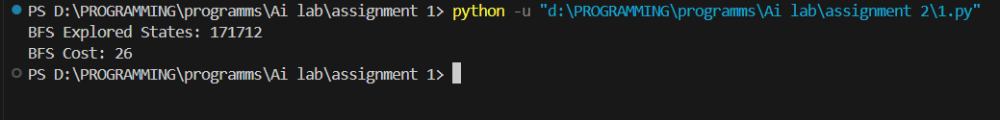 PS D:\PROGRAMMING\programms\Ai lab\assignment 1> python -u "d:\PROGRAMMING\programms\Ai lab\assignment 2\1.py"
BFS Explored States: 171712
BFS Cost: 26
PS D:\PROGRAMMING\programms\Ai lab\assignment 1>